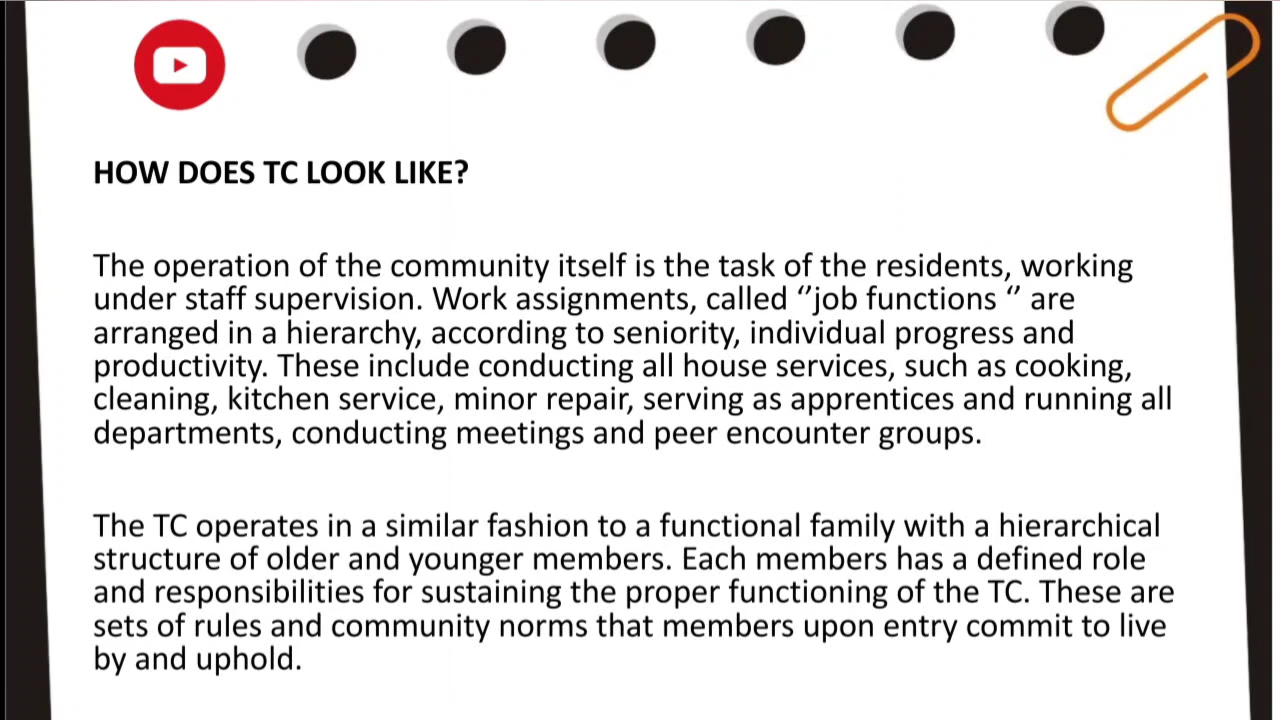 HOW DOES TC LOOK LIKE?
The operation of the community itself is the task of the residents, working
under staff supervision. Work assignments, called ‘’job functions ‘’ are
arranged in a hierarchy, according to seniority, individual progress and
productivity. These include conducting all house services, such as cooking,
cleaning, kitchen service, minor repair, serving as apprentices and running all
departments, conducting meetings and peer encounter groups.
The TC operates in a similar fashion to a functional family with a hierarchical
structure of older and younger members. Each members has a defined role
and responsibilities for sustaining the proper functioning of the TC. These are
sets of rules and community norms that members upon entry commit to live
by and uphold.